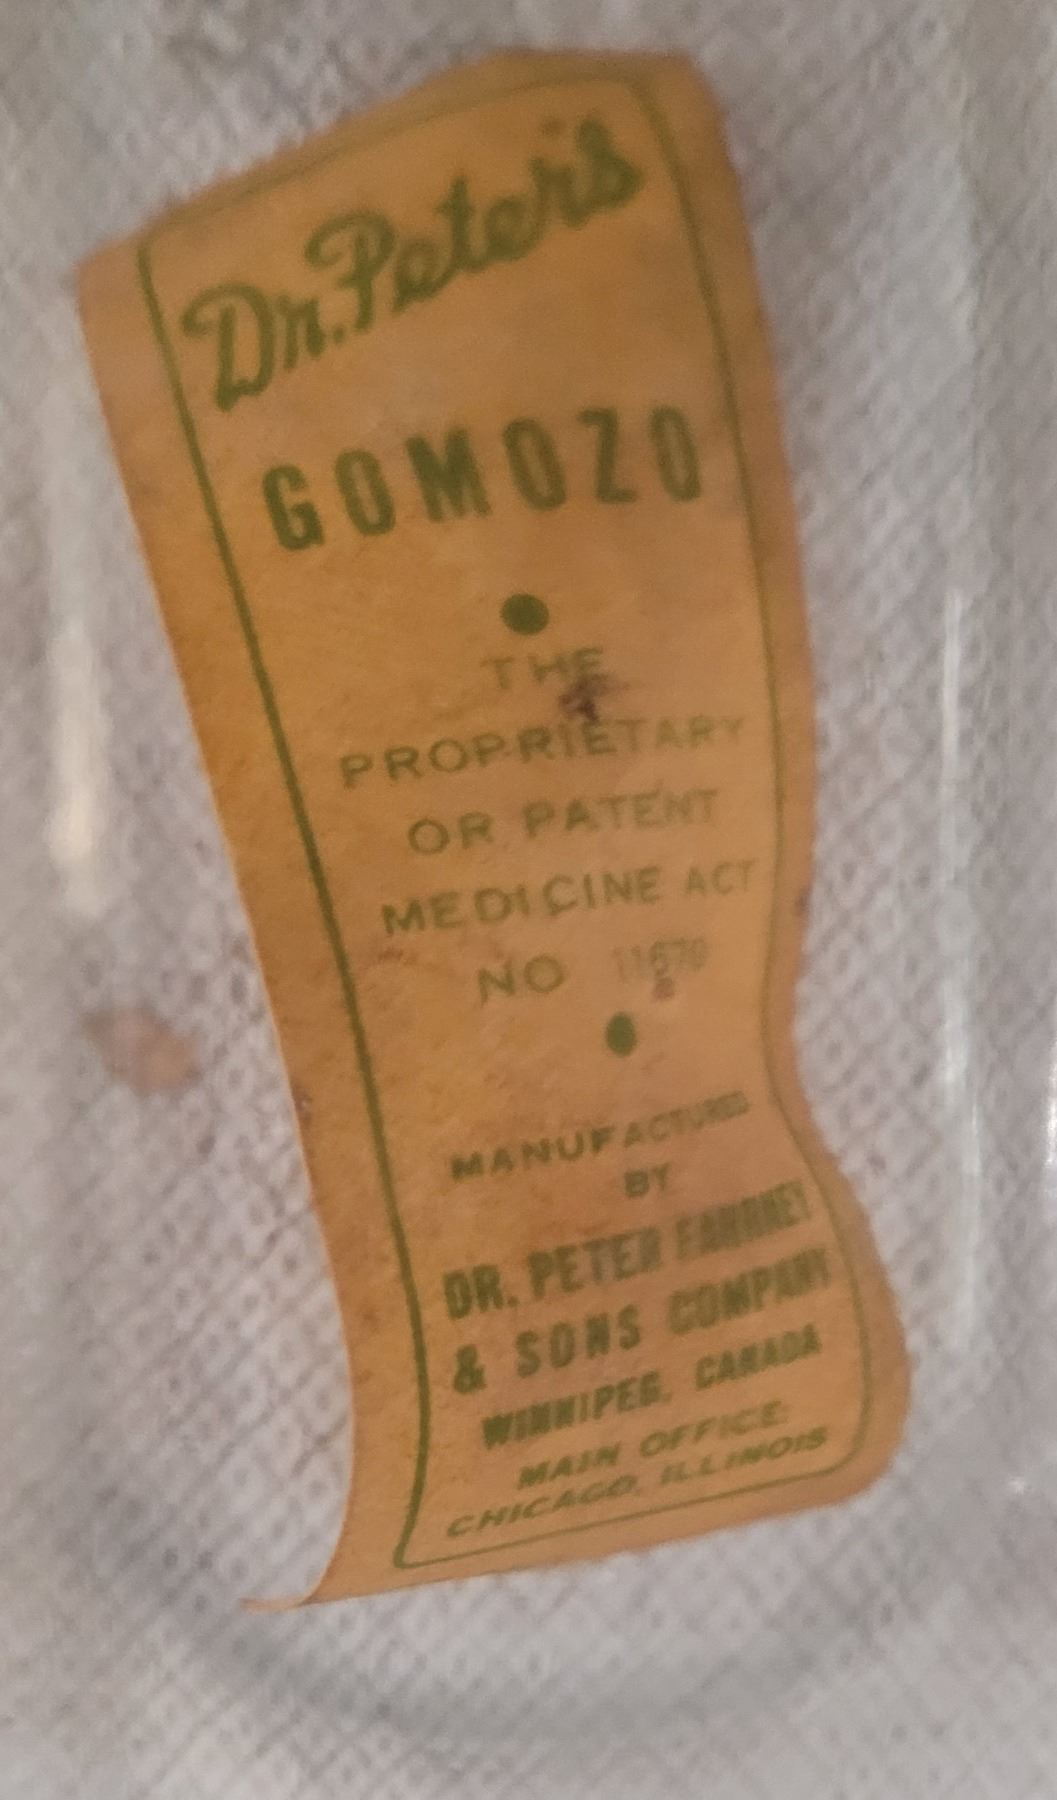 Dr. Peter's
GOMOZO
THE
PROPRIETARY
OR PATENT
MEDICINE ACT
NO 11679
MANUFACTURED
BY
DR. PETER FAHRNEY
& SONS COMPANY
WINNIPEG, CANADA
MAIN OFFICE:
CHICAGO, ILLINOIS